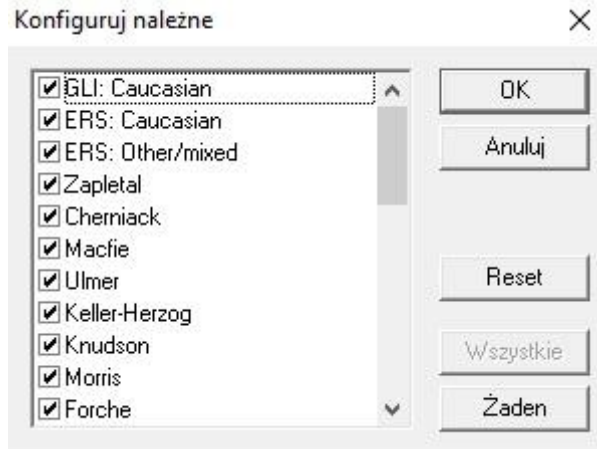 Konfiguruj należne
GLI: Caucasian
ERS: Caucasian
ERS: Other/mixed
Zapletal
Cherniack
Macfie
Ulmer
Keller-Herzog
Knudson
Morris
Forche
OK
Anuluj
Reset
Wszystkie
Żaden